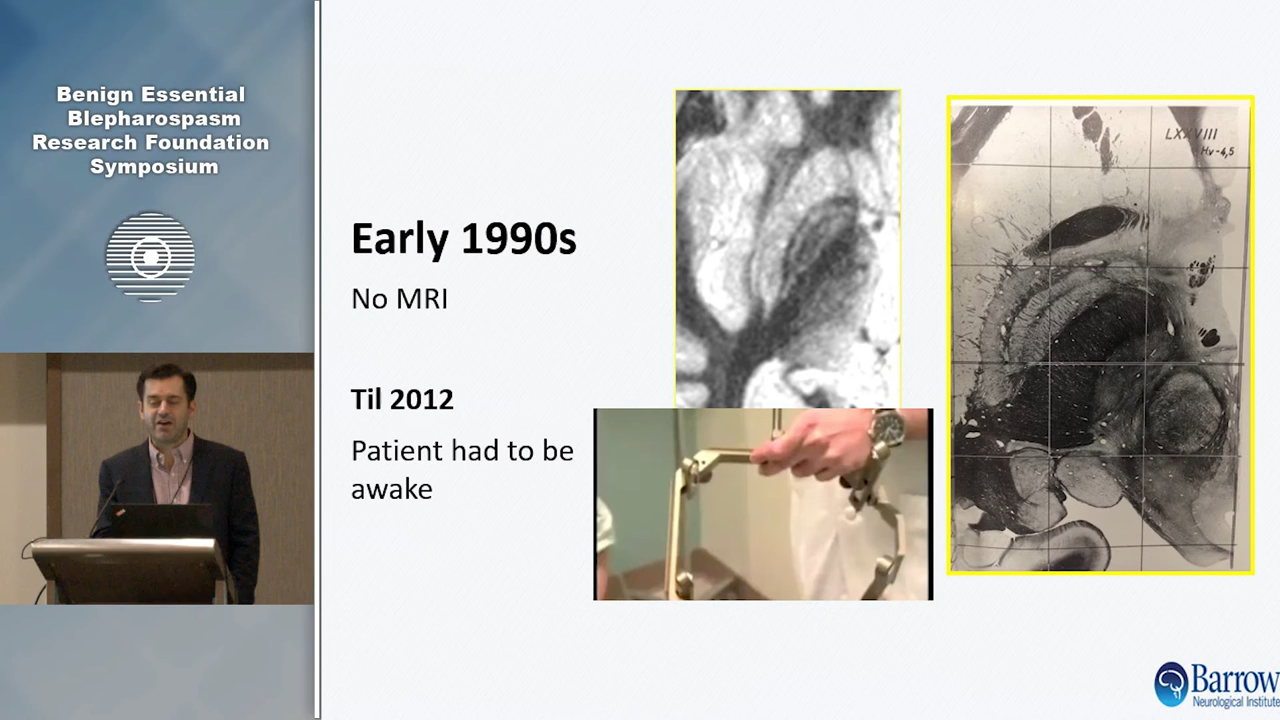 Benign Essential
Blepharospasm
Research Foundation
Symposium
Early 1990s
No MRI
Til 2012
Patient had to be
awake
LXXVIII
Hv-4,5
Barrow
Neurological Institute